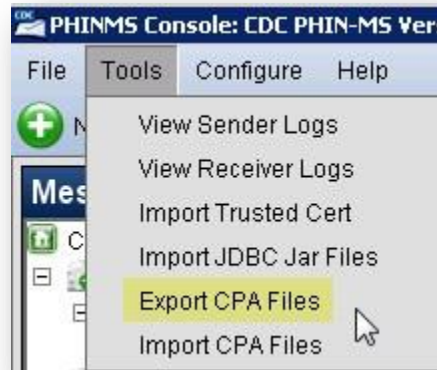 PHINMS Console: CDC PHIN-MS Ver
File Tools Configure Help
View Sender Logs
View Receiver Logs
Import Trusted Cert
Import JDBC Jar Files
Export CPA Files
Import CPA Files